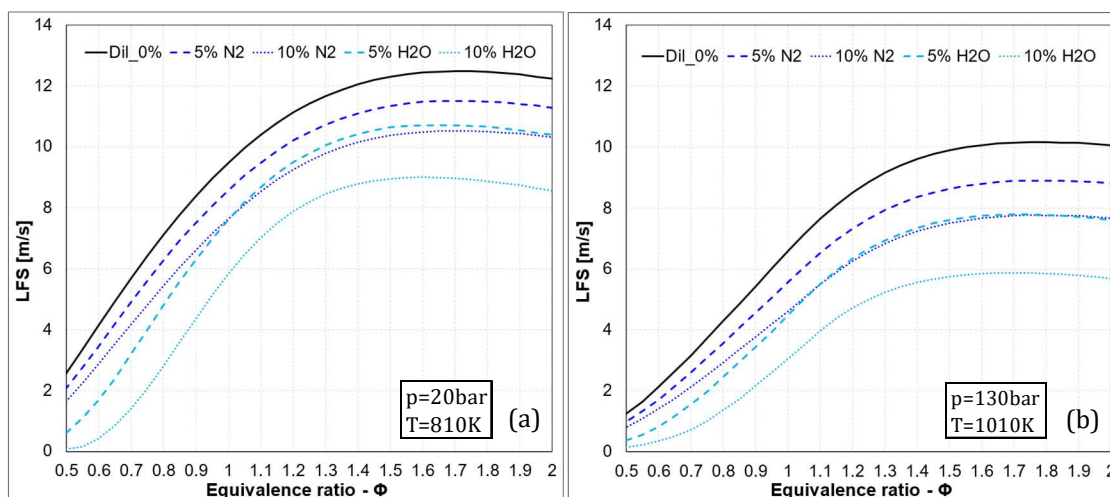 14
12
10
8
6
4
2
0
LFS [m/s]
Dil_0% 5% N2 10% N2 5% H2O 10% H2O
p=20bar
T=810K
(a)
0.5 0.6 0.7 0.8 0.9 1 1.1 1.2 1.3 1.4 1.5 1.6 1.7 1.8 1.9 2
Equivalence ratio - Φ
14
12
10
8
6
4
2
0
LFS [m/s]
Dil_0% 5% N2 10% N2 5% H2O 10% H2O
p=130bar
T=1010K
(b)
0.5 0.6 0.7 0.8 0.9 1 1.1 1.2 1.3 1.4 1.5 1.6 1.7 1.8 1.9 2
Equivalence ratio - Φ